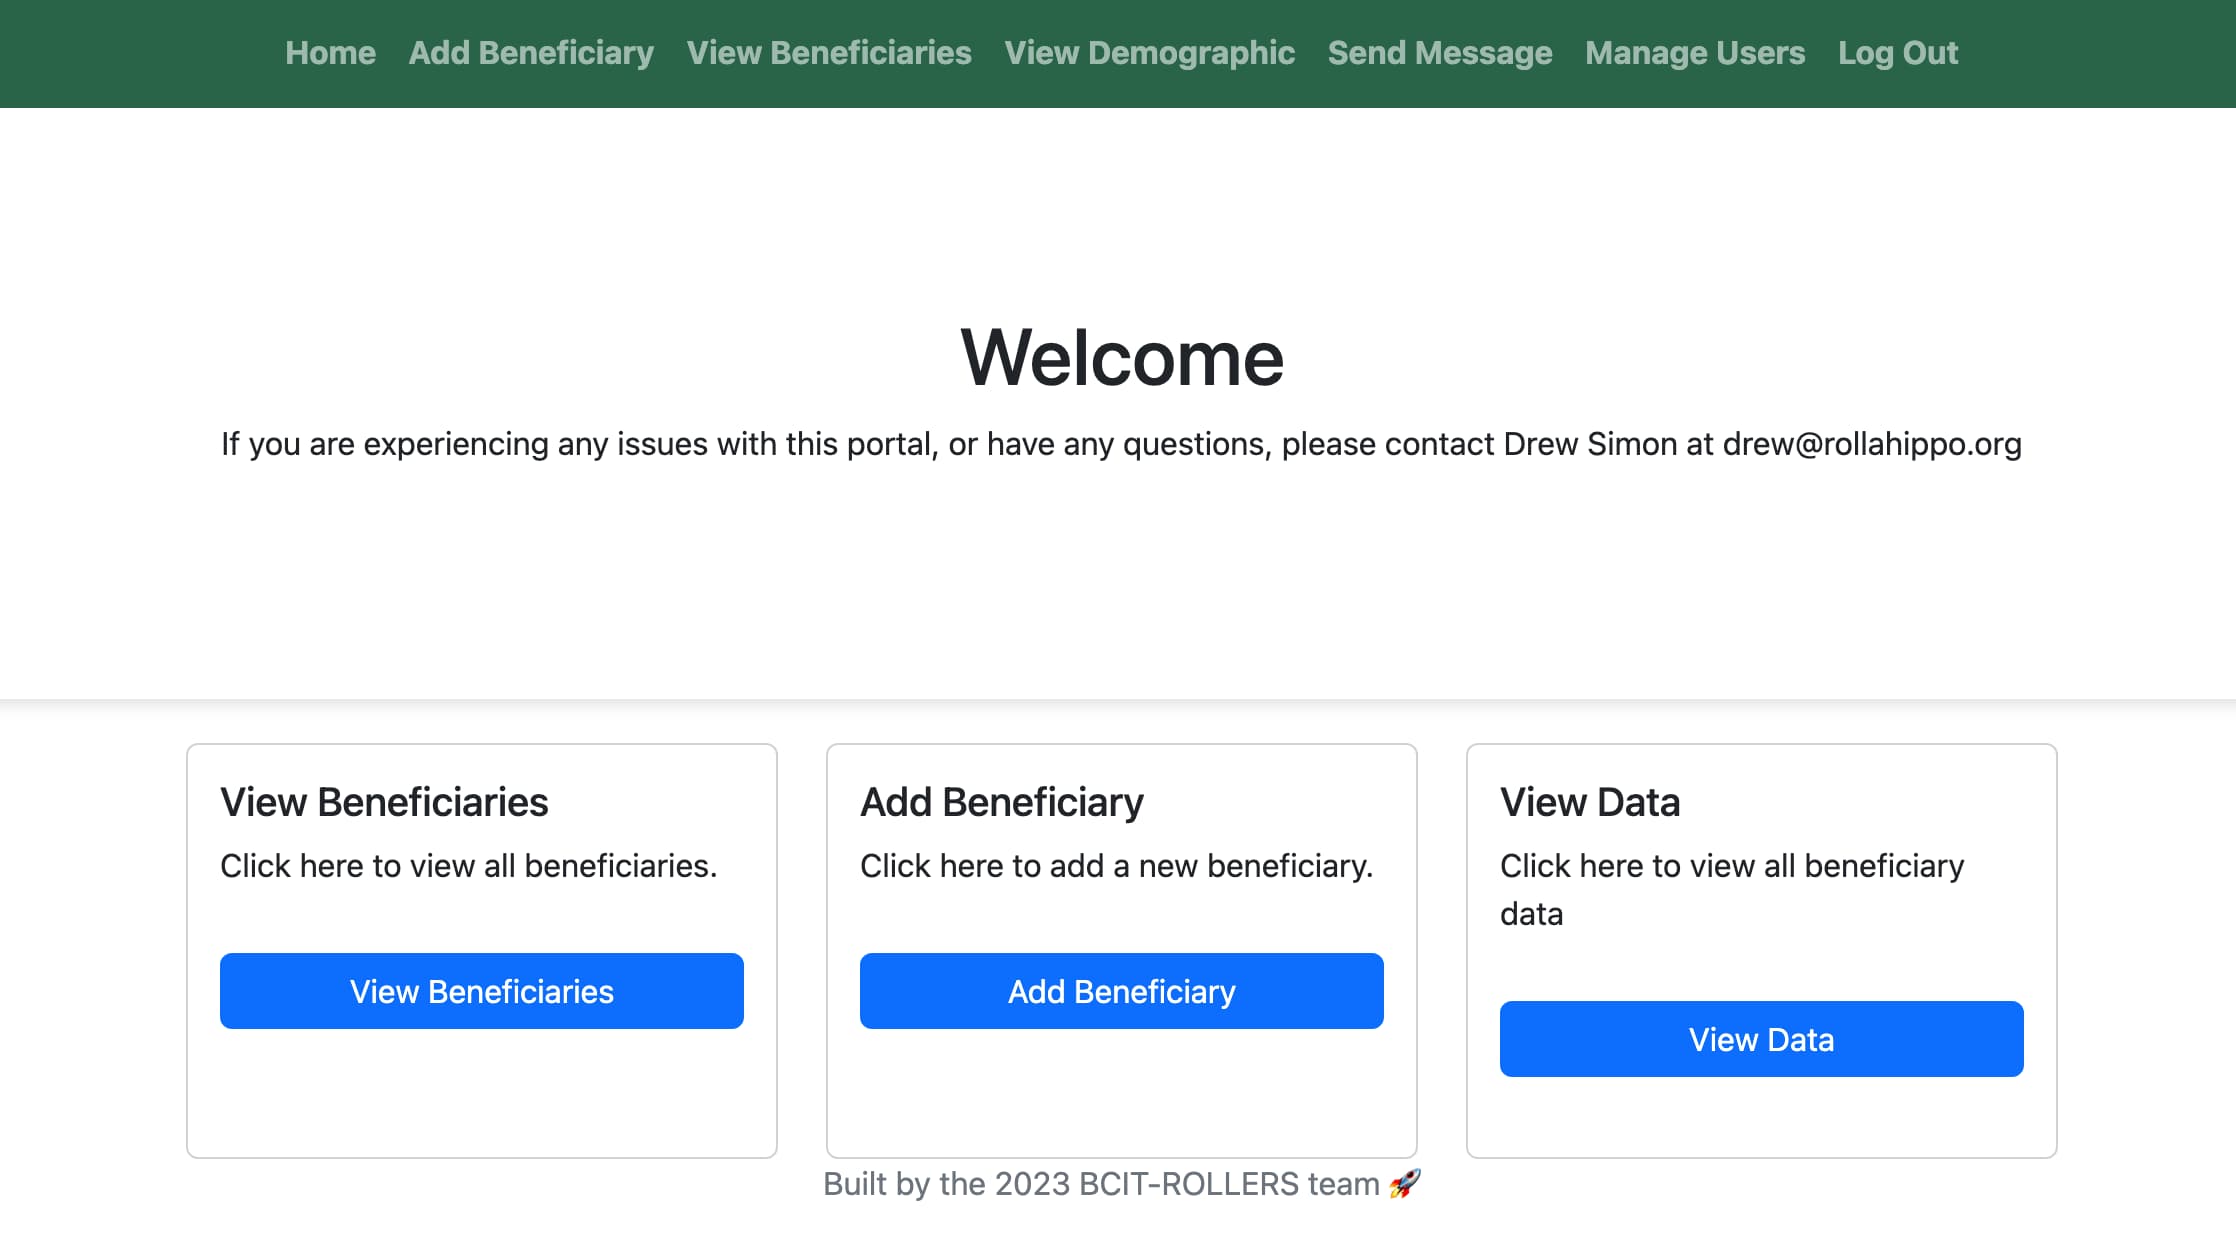 Home Add Beneficiary View Beneficiaries View Demographic Send Message Manage Users Log Out
Welcome
If you are experiencing any issues with this portal, or have any questions, please contact Drew Simon at drew@rollahippo.org
View Beneficiaries
Click here to view all beneficiaries.
View Beneficiaries
Add Beneficiary
Click here to add a new beneficiary.
Add Beneficiary
View Data
Click here to view all beneficiary
data
View Data
Built by the 2023 BCIT-ROLLERS team 🚀